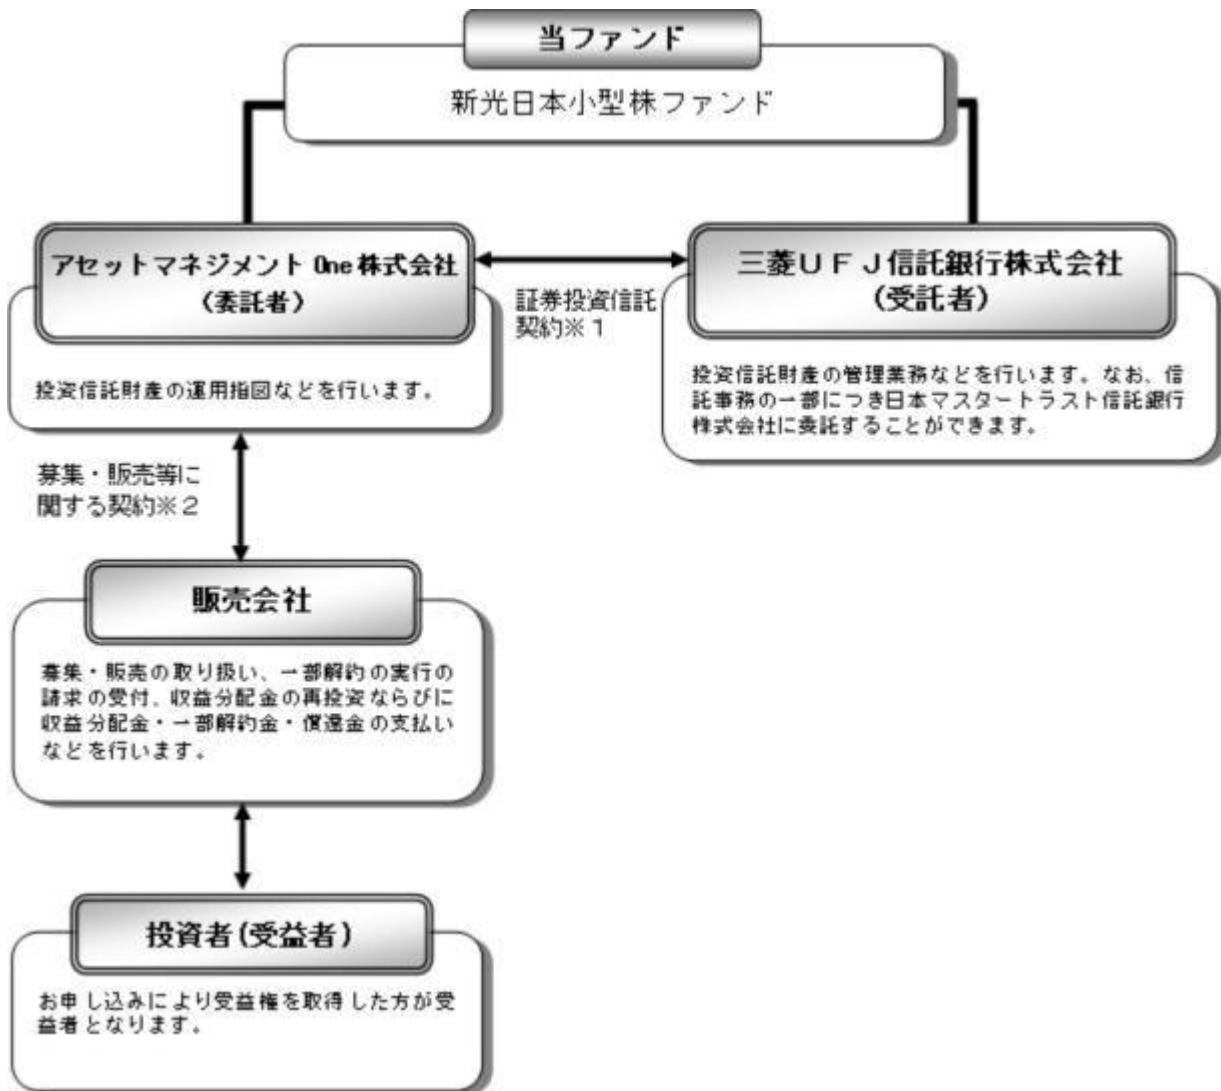 当ファンド
新光日本小型株ファンド
アセットマネジメントOne株式会社
(委託者)
投資信託財産の運用指図などを行います。
証券投資信託
契約※1
三菱UFJ信託銀行株式会社
(受託者)
投資信託財産の管理業務などを行います。なお、信
託事務の一部につき日本マスタートラスト信託銀行
株式会社に委託することができます。
募集・販売等に
関する契約※2
販売会社
募集・販売の取り扱い、一部解約の実行の
請求の受付、収益分配金の再投資ならびに
収益分配金・一部解約金・償還金の支払い
などを行います。
投資者(受益者)
お申し込みにより受益権を取得した方が受
益者となります。